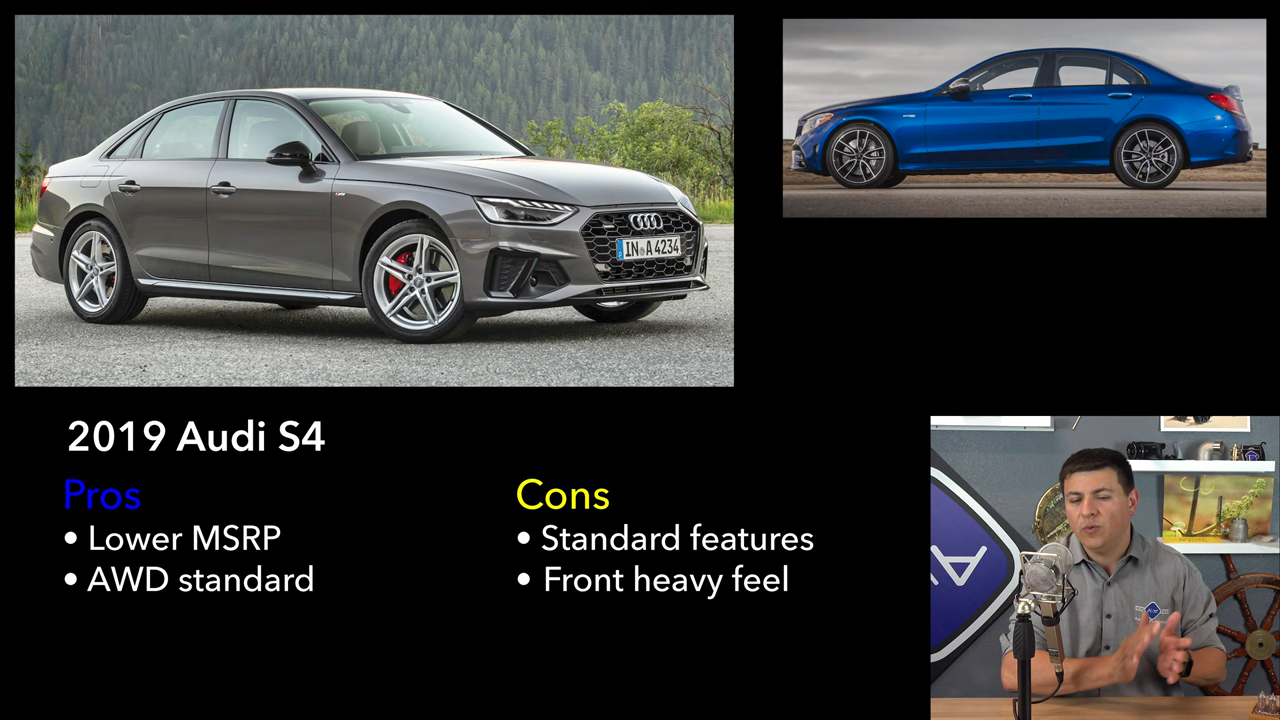 IN A 4234
2019 Audi S4
Pros
• Lower MSRP
• AWD standard
Cons
• Standard features
• Front heavy feel